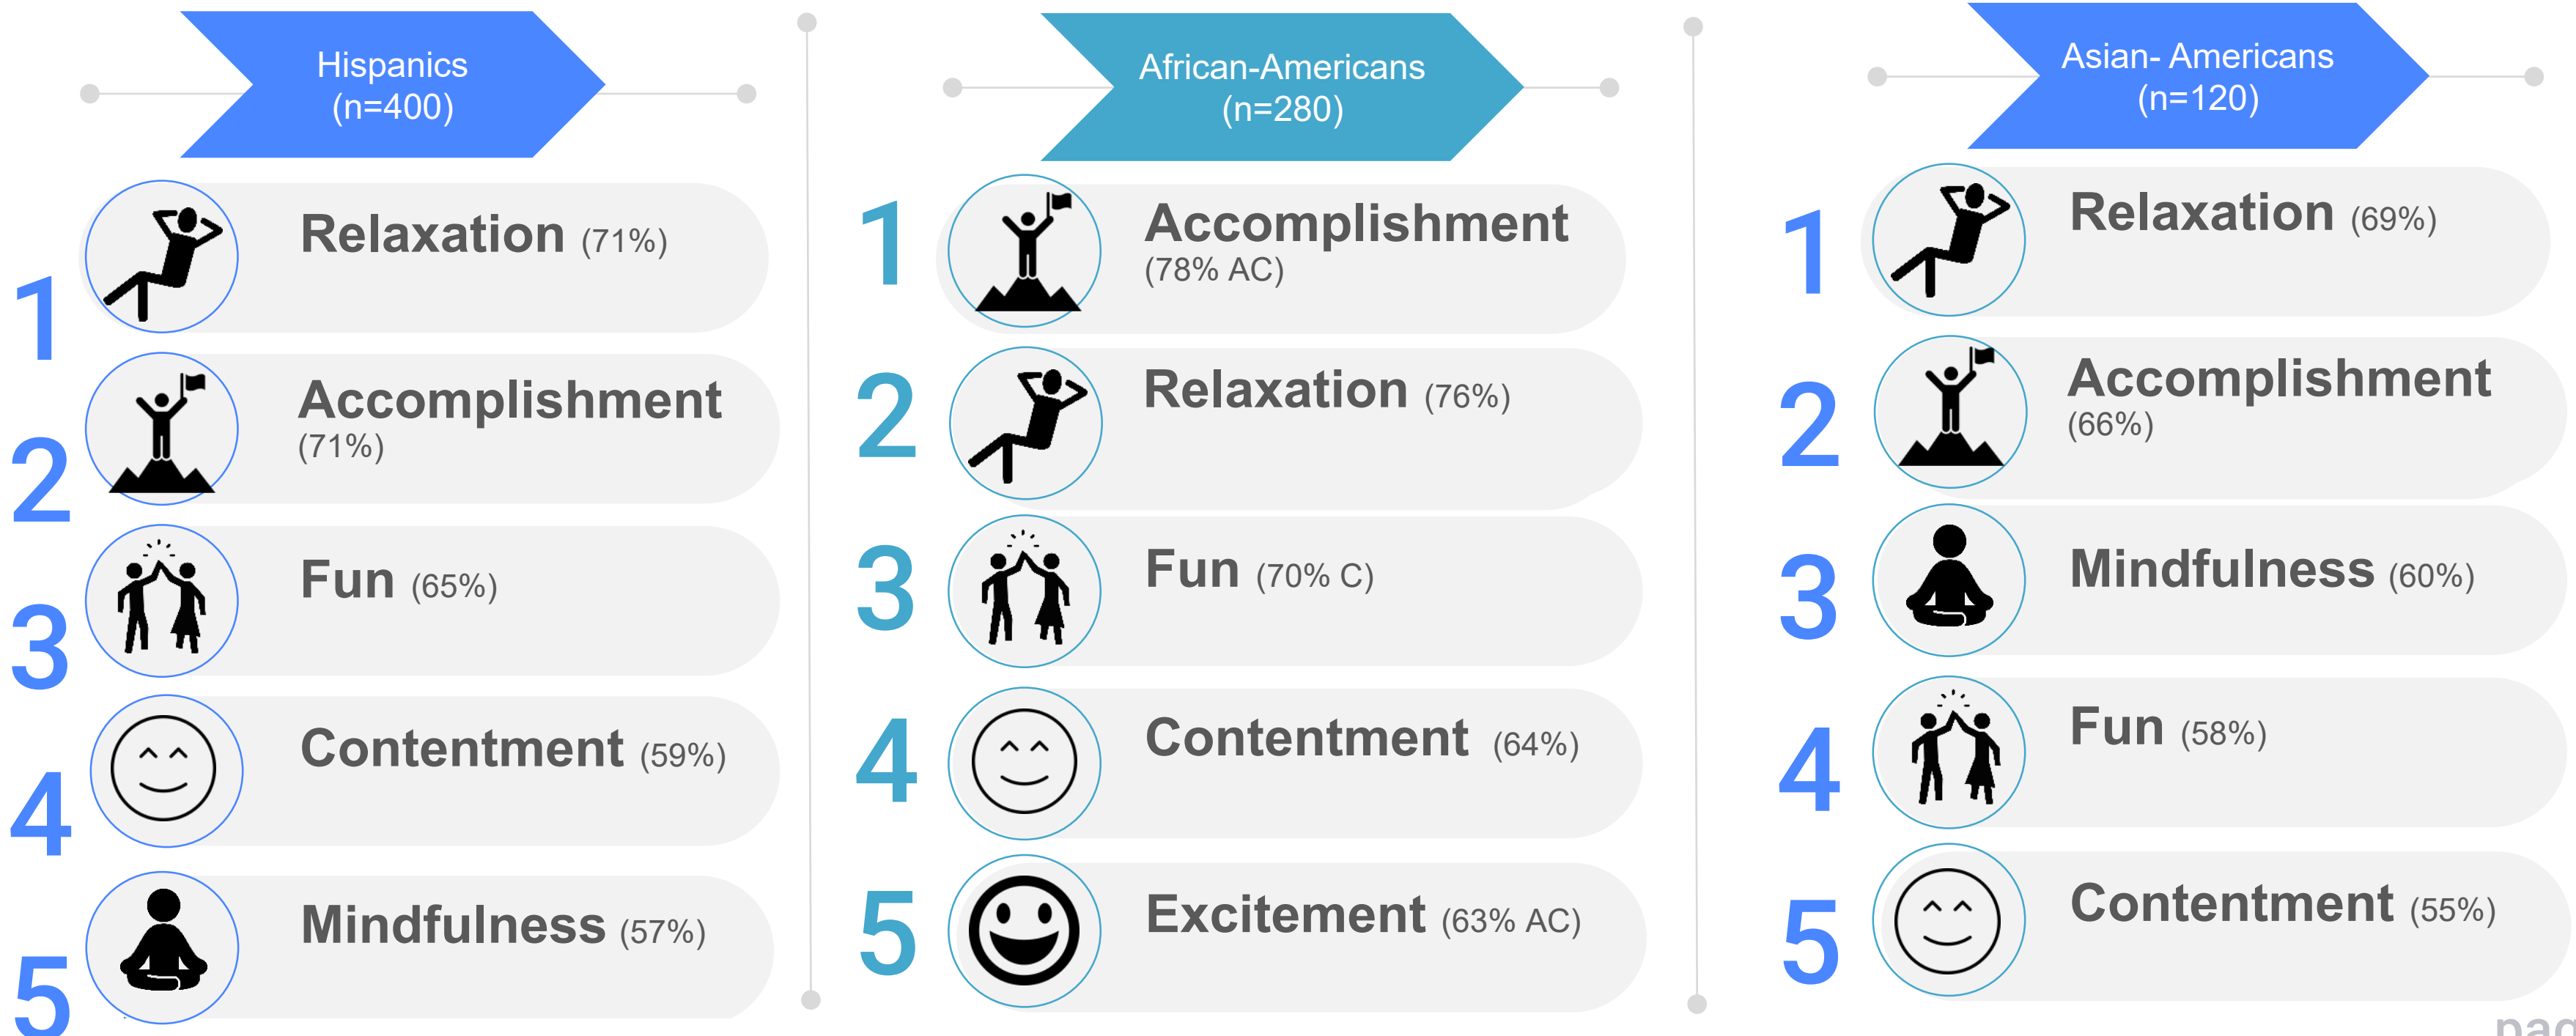 Hispanics
(n=400)
1
Relaxation (71%)
2
Accomplishment
(71%)
3
Fun (65%)
4
Contentment (59%)
5
Mindfulness (57%)
African-Americans
(n=280)
1
Accomplishment
(78% AC)
2
Relaxation (76%)
3
Fun (70% C)
4
Contentment (64%)
5
Excitement (63% AC)
Asian- Americans
(n=120)
1
Relaxation (69%)
2
Accomplishment
(66%)
3
Mindfulness (60%)
4
Fun (58%)
5
Contentment (55%)